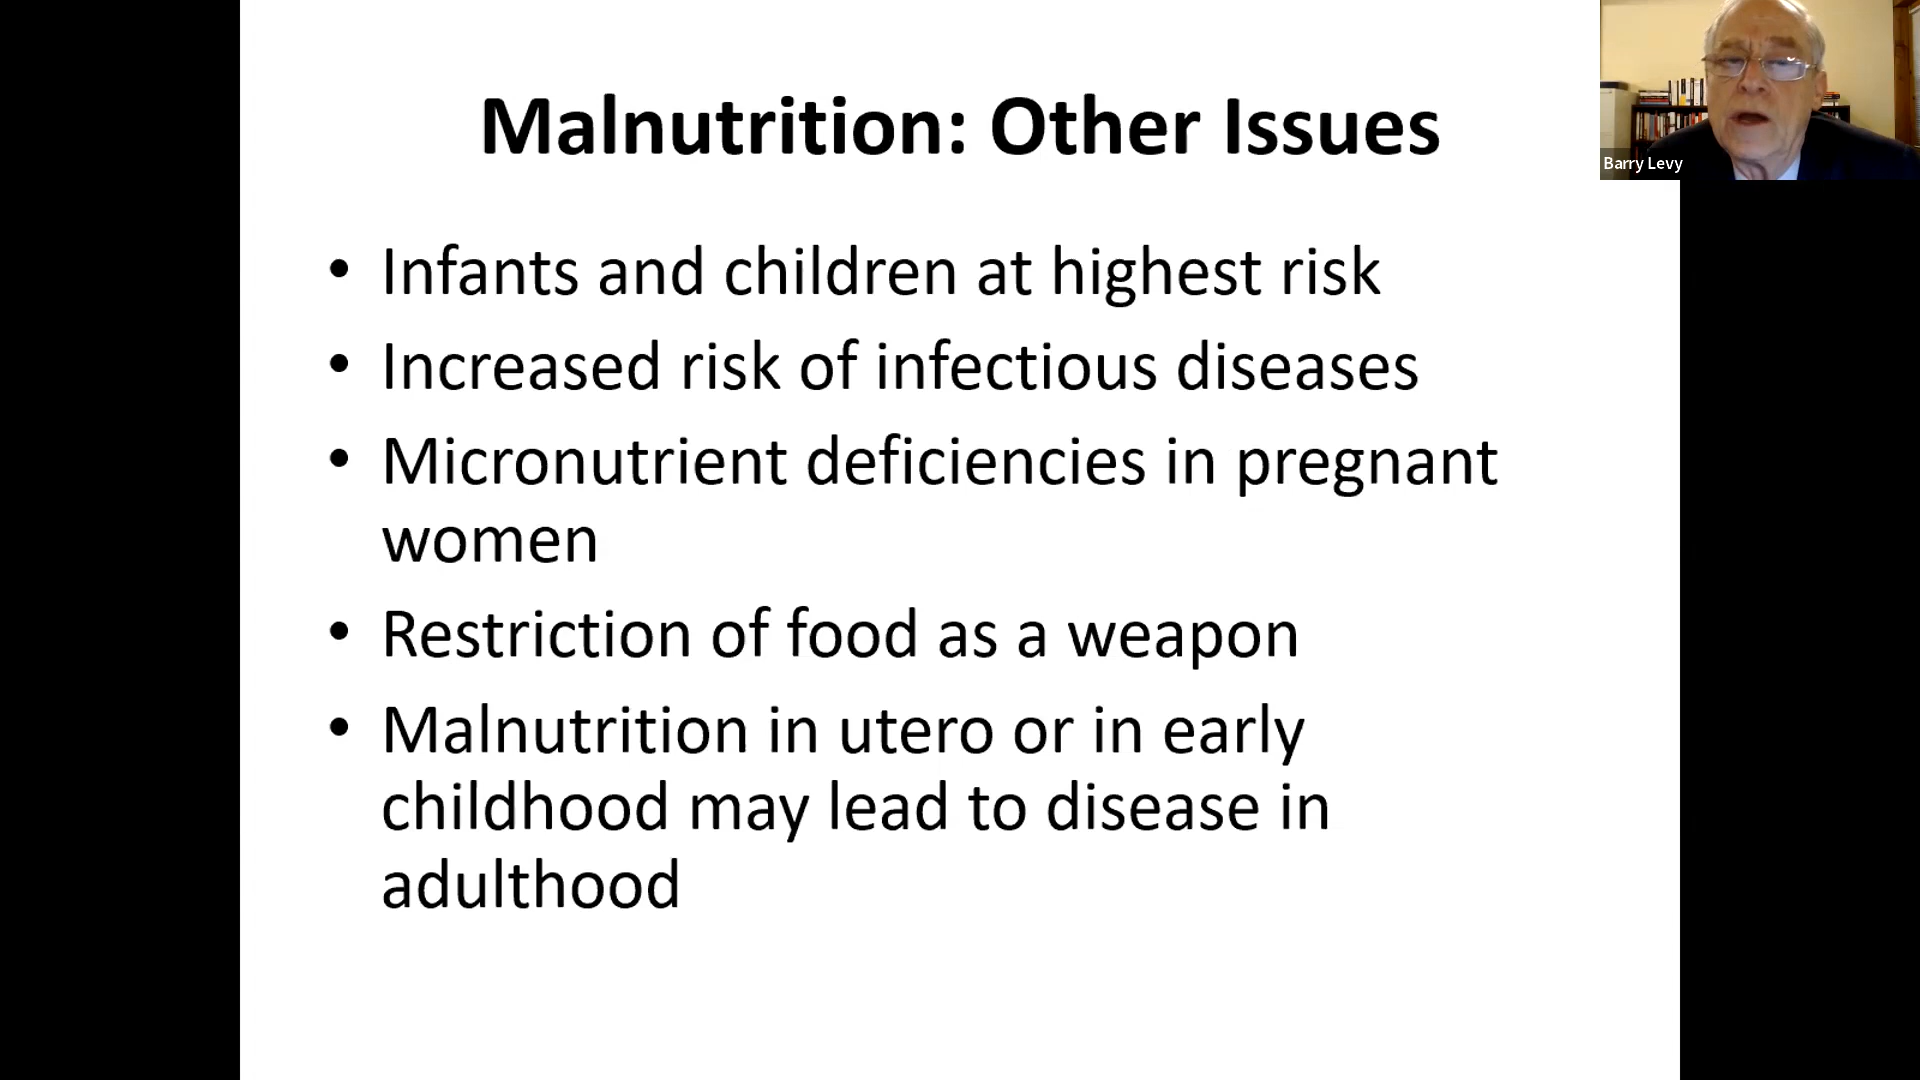 Malnutrition: Other Issues
Barry Levy
• Infants and children at highest risk
• Increased risk of infectious diseases
• Micronutrient deficiencies in pregnant
women
• Restriction of food as a weapon
• Malnutrition in utero or in early
childhood may lead to disease in
adulthood